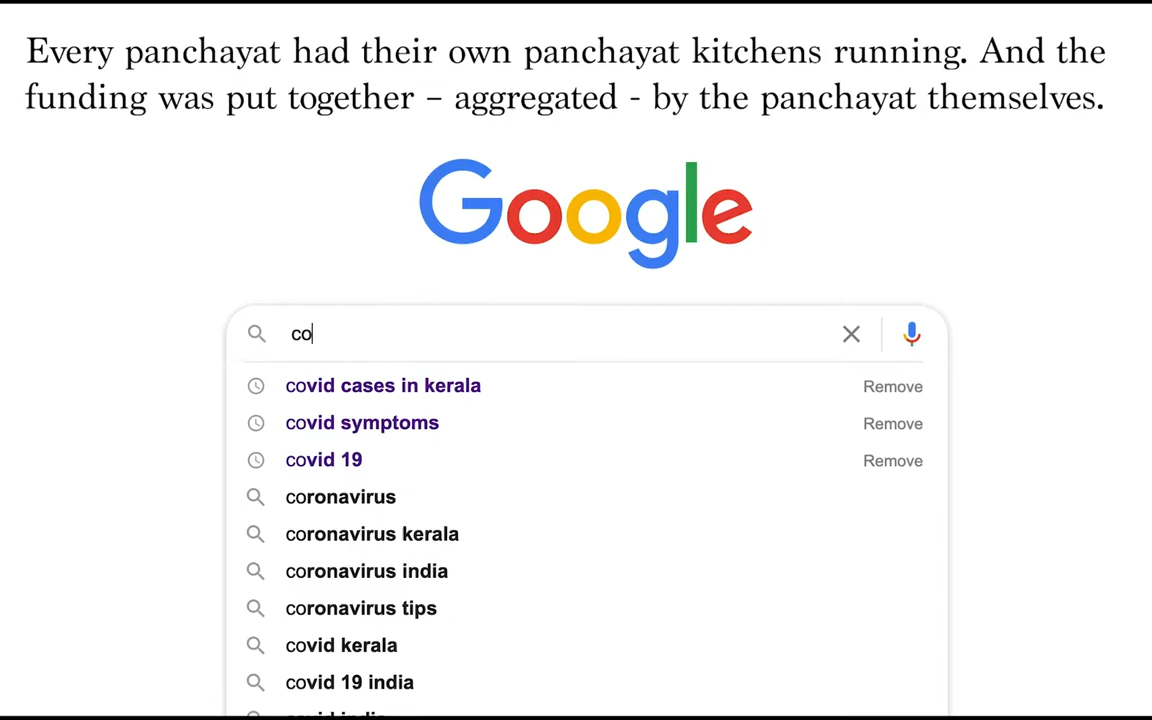 Every panchayat had their own panchayat kitchens running. And the
funding was put together – aggregated - by the panchayat themselves.
Google
co
covid cases in kerala Remove
covid symptoms Remove
covid 19 Remove
coronavirus
coronavirus kerala
coronavirus india
coronavirus tips
covid kerala
covid 19 india
covid india